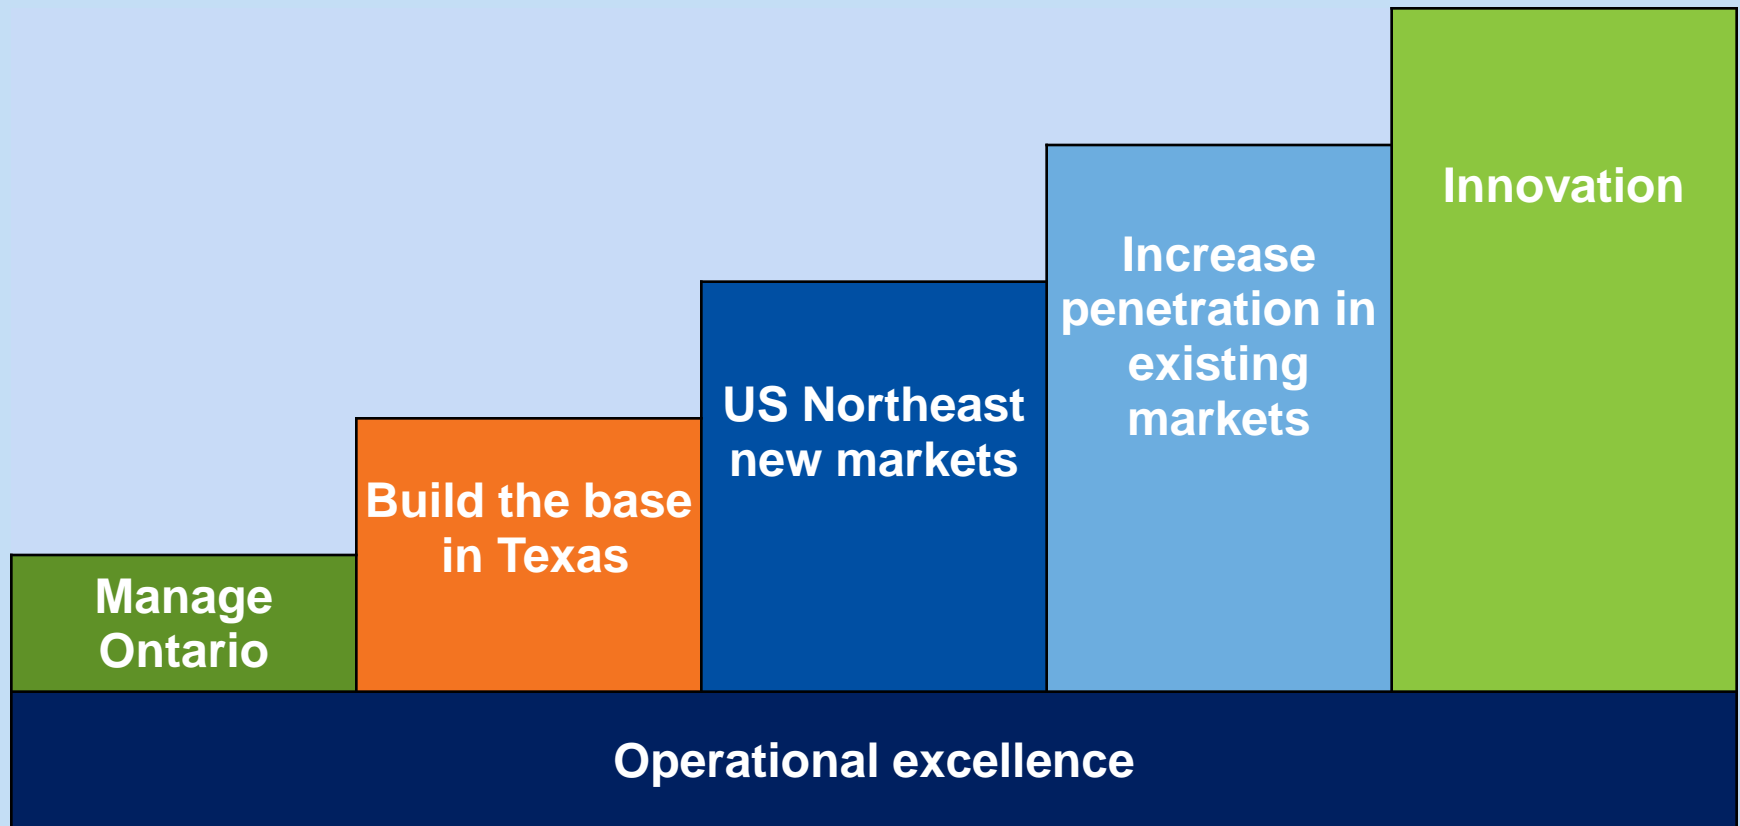 Manage
Ontario
Build the base
in Texas
US Northeast
new markets
Increase
penetration in
existing
markets
Innovation
Operational excellence